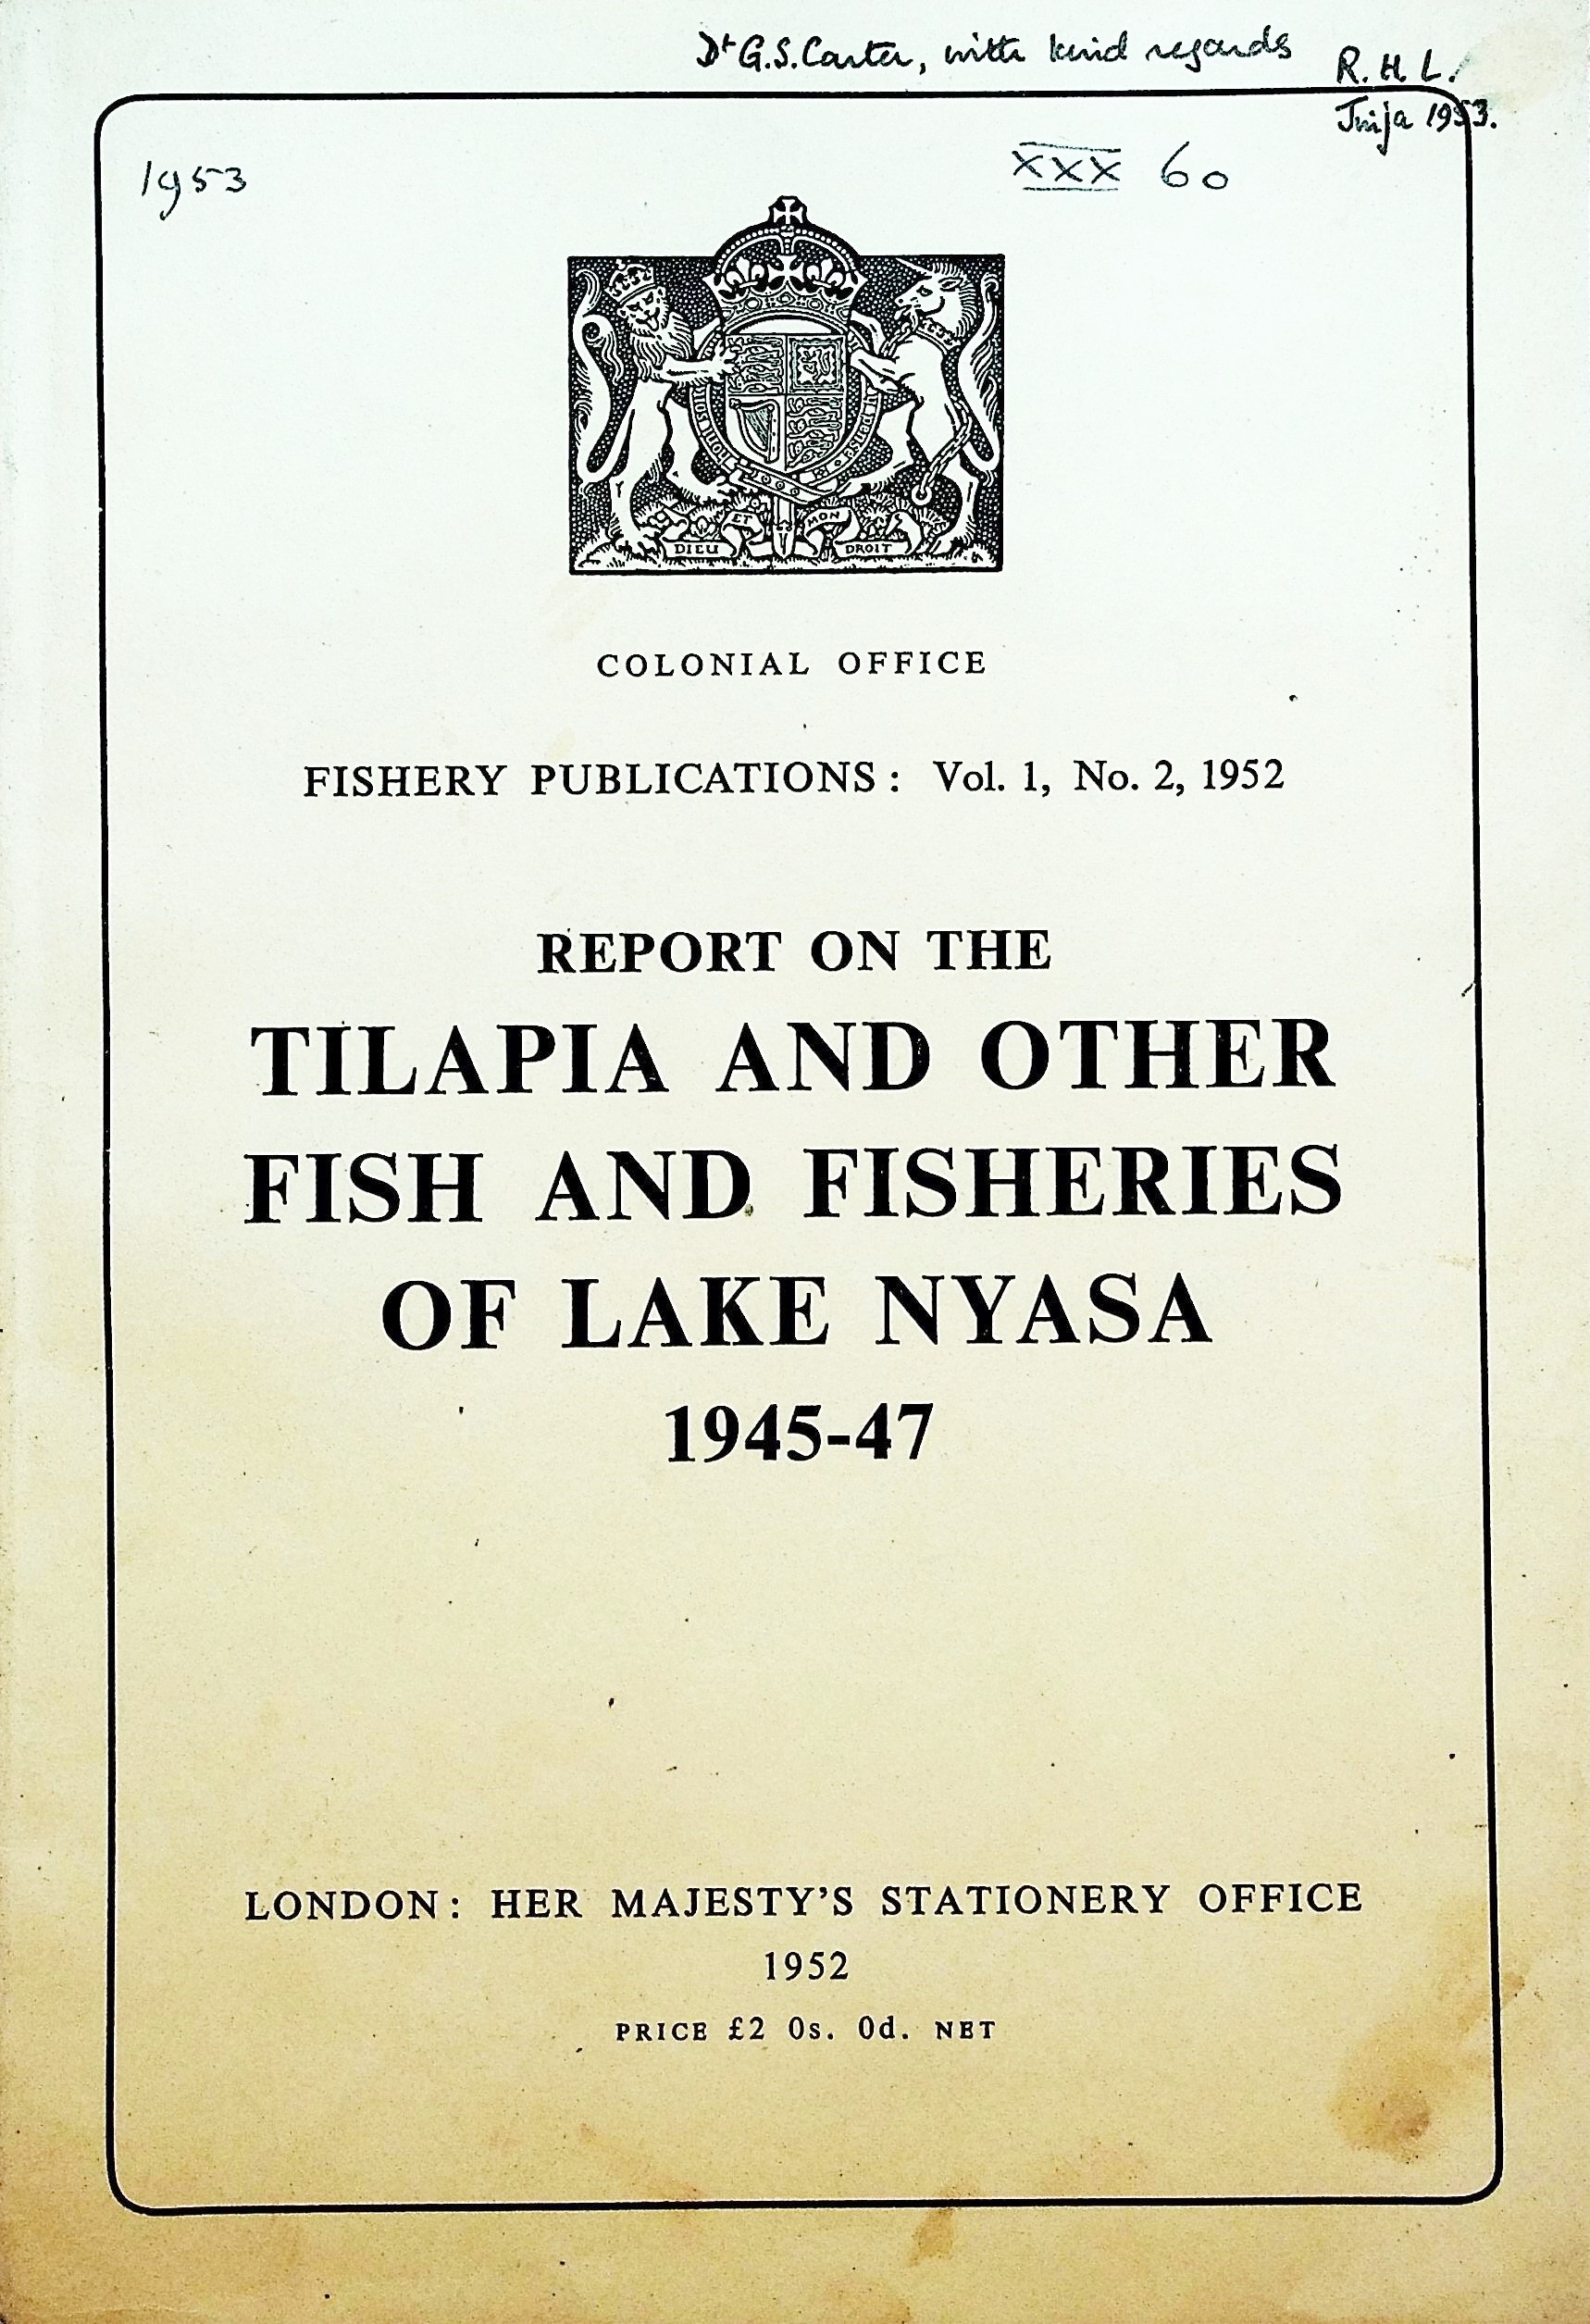 Dr G.S. Carter, with kind regards
R. H. L.
Jinja 1953.
1953
XXX 60
DIEU ET MON DROIT
COLONIAL OFFICE
FISHERY PUBLICATIONS: Vol. 1, No. 2, 1952
REPORT ON THE
TILAPIA AND OTHER
FISH AND FISHERIES
OF LAKE NYASA
1945-47
LONDON: HER MAJESTY'S STATIONERY OFFICE
1952
PRICE £2 0s. 0d. NET